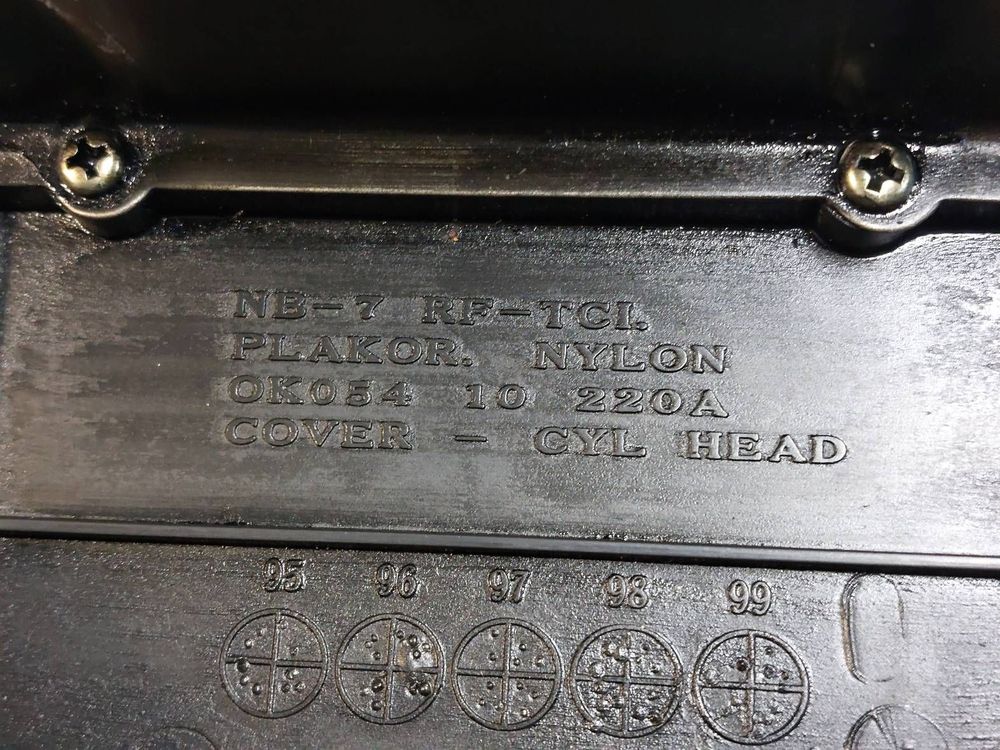 NB-7 RF-TCI.
PLAKOR. NYLON
OK054 10 220A
COVER - CYL HEAD
95 96 97 98 99